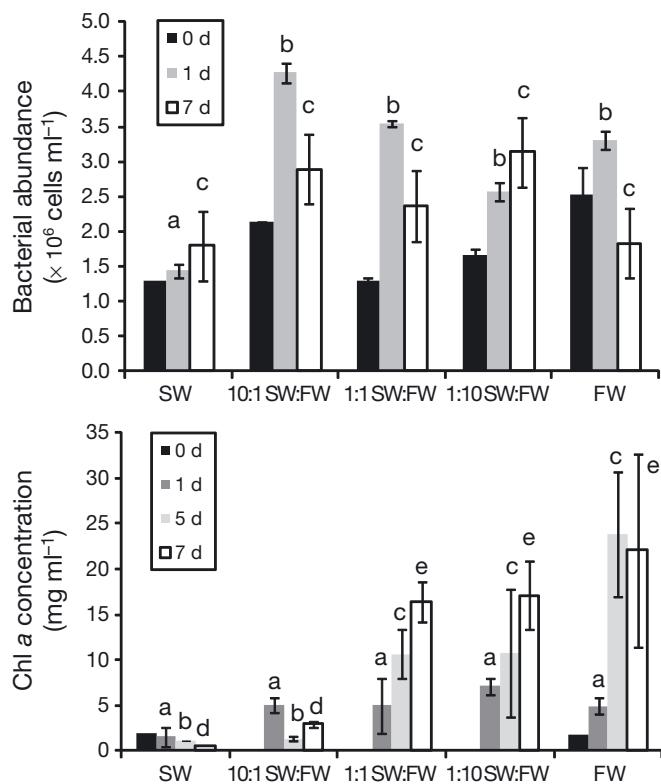 Bacterial abundance
(× 10⁶ cells ml⁻¹)
5.0
4.5
4.0
3.5
3.0
2.5
2.0
1.5
1.0
0.5
0.0
0 d
1 d
7 d
a
c
b
c
b
c
b
c
b
c
SW
10:1 SW:FW
1:1 SW:FW
1:10 SW:FW
FW
Chl a concentration
(mg ml⁻¹)
35
30
25
20
15
10
5
0
0 d
1 d
5 d
7 d
a
b
d
a
b
d
a
c
e
a
c
e
a
c
e
SW
10:1 SW:FW
1:1 SW:FW
1:10 SW:FW
FW